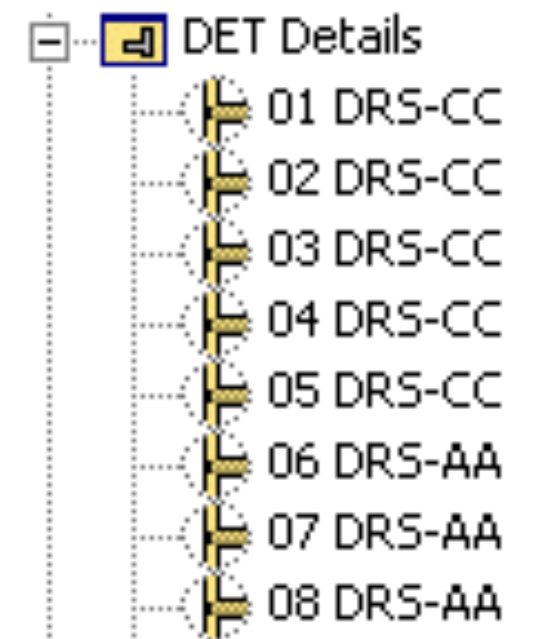 DET Details
01 DRS-CC
02 DRS-CC
03 DRS-CC
04 DRS-CC
05 DRS-CC
06 DRS-AA
07 DRS-AA
08 DRS-AA